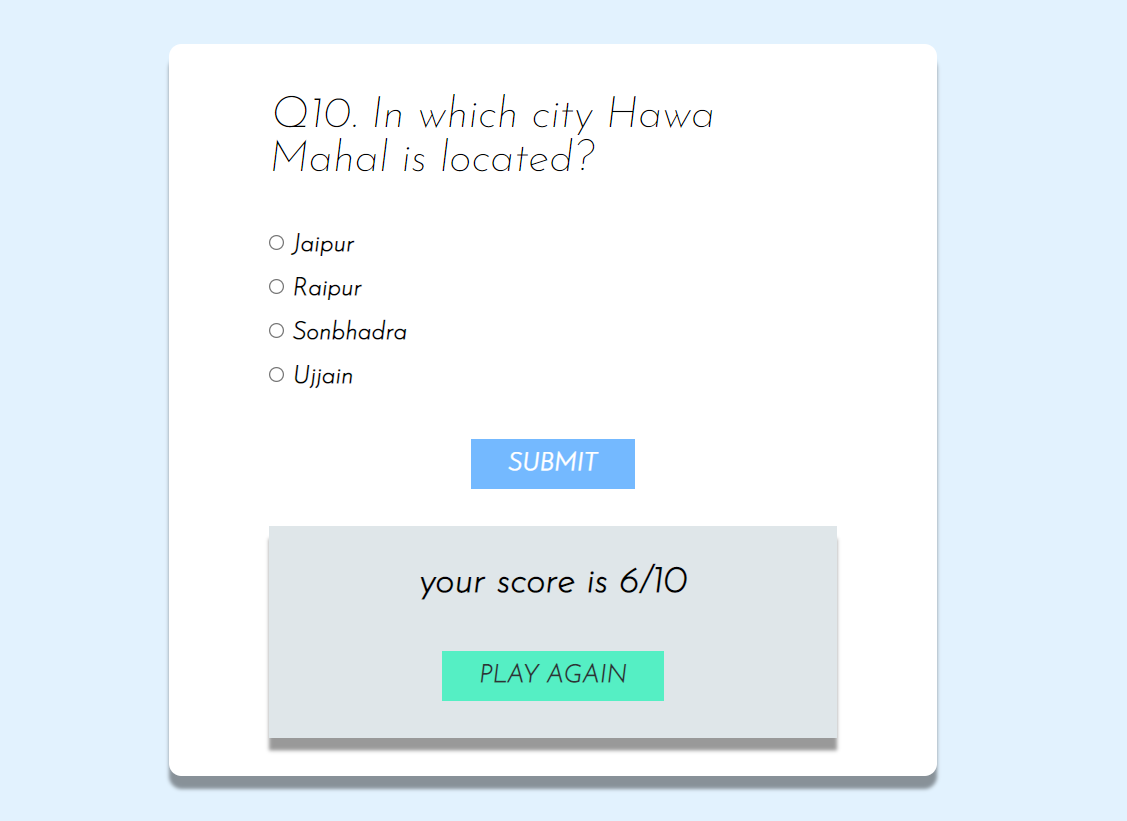 Q10. In which city Hawa
Mahal is located?
Jaipur
Raipur
Sonbhadra
Ujjain
SUBMIT
your score is 6/10
PLAY AGAIN